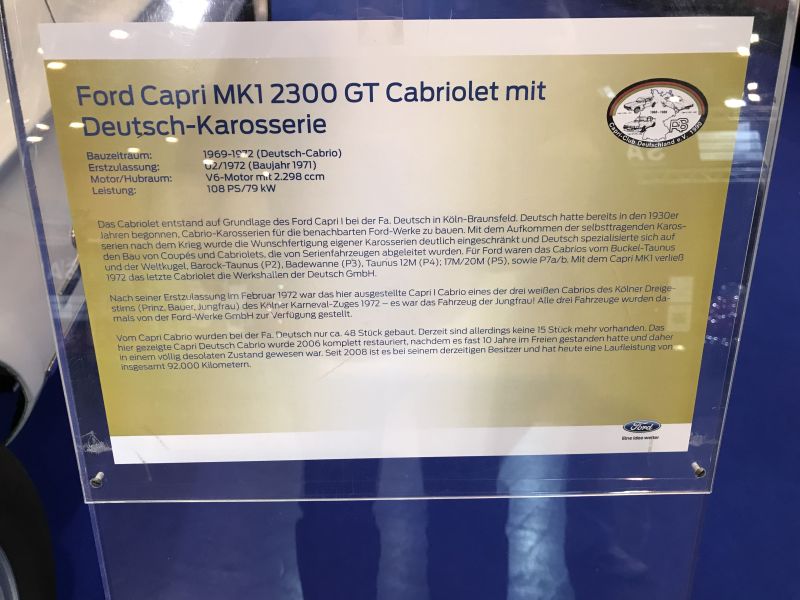 Ford Capri MK1 2300 GT Cabriolet mit
Deutsch-Karosserie
Bauzeitraum: 1969-1972 (Deutsch-Cabrio)
Erstzulassung: 02/1972 (Baujahr 1971)
Motor/Hubraum: V6-Motor mit 2.298 ccm
Leistung: 108 PS/79 kW
Capri-Club Deutschland e.V. 1993
Das Cabriolet entstand auf Grundlage des Ford Capri I bei der Fa. Deutsch in Köln-Braunsfeld. Deutsch hatte bereits in den 1930er
Jahren begonnen, Cabrio-Karosserien für die benachbarten Ford-Werke zu bauen. Mit dem Aufkommen der selbsttragenden Karos-
serien nach dem Krieg wurde die Wunschfertigung eigener Karosserien deutlich eingeschränkt und Deutsch spezialisierte sich auf
den Bau von Coupés und Cabriolets, die von Serienfahrzeugen abgeleitet wurden. Für Ford waren das Cabrios vom Buckel-Taunus
und der Weltkugel, Barock-Taunus (P2), Badewanne (P3), Taunus 12M (P4); 17M/20M (P5), sowie P7a/b. Mit dem Capri MK1 verließ
1972 das letzte Cabriolet die Werkshallen der Deutsch GmbH.
Nach seiner Erstzulassung im Februar 1972 war das hier ausgestellte Capri I Cabrio eines der drei weißen Cabrios des Kölner Dreige-
stirns (Prinz, Bauer, Jungfrau) des Kölner Karneval-Zuges 1972 – es war das Fahrzeug der Jungfrau! Alle drei Fahrzeuge wurden da-
mals von der Ford-Werke GmbH zur Verfügung gestellt.
Vom Capri Cabrio wurden bei der Fa. Deutsch nur ca. 48 Stück gebaut. Derzeit sind allerdings keine 15 Stück mehr vorhanden. Das
hier gezeigte Capri Deutsch Cabrio wurde 2006 komplett restauriert, nachdem es fast 10 Jahre im Freien gestanden hatte und daher
in einem völlig desolaten Zustand gewesen war. Seit 2008 ist es bei seinem derzeitigen Besitzer und hat heute eine Laufleistung von
insgesamt 92.000 Kilometern.
Ford
Eine Idee weiter